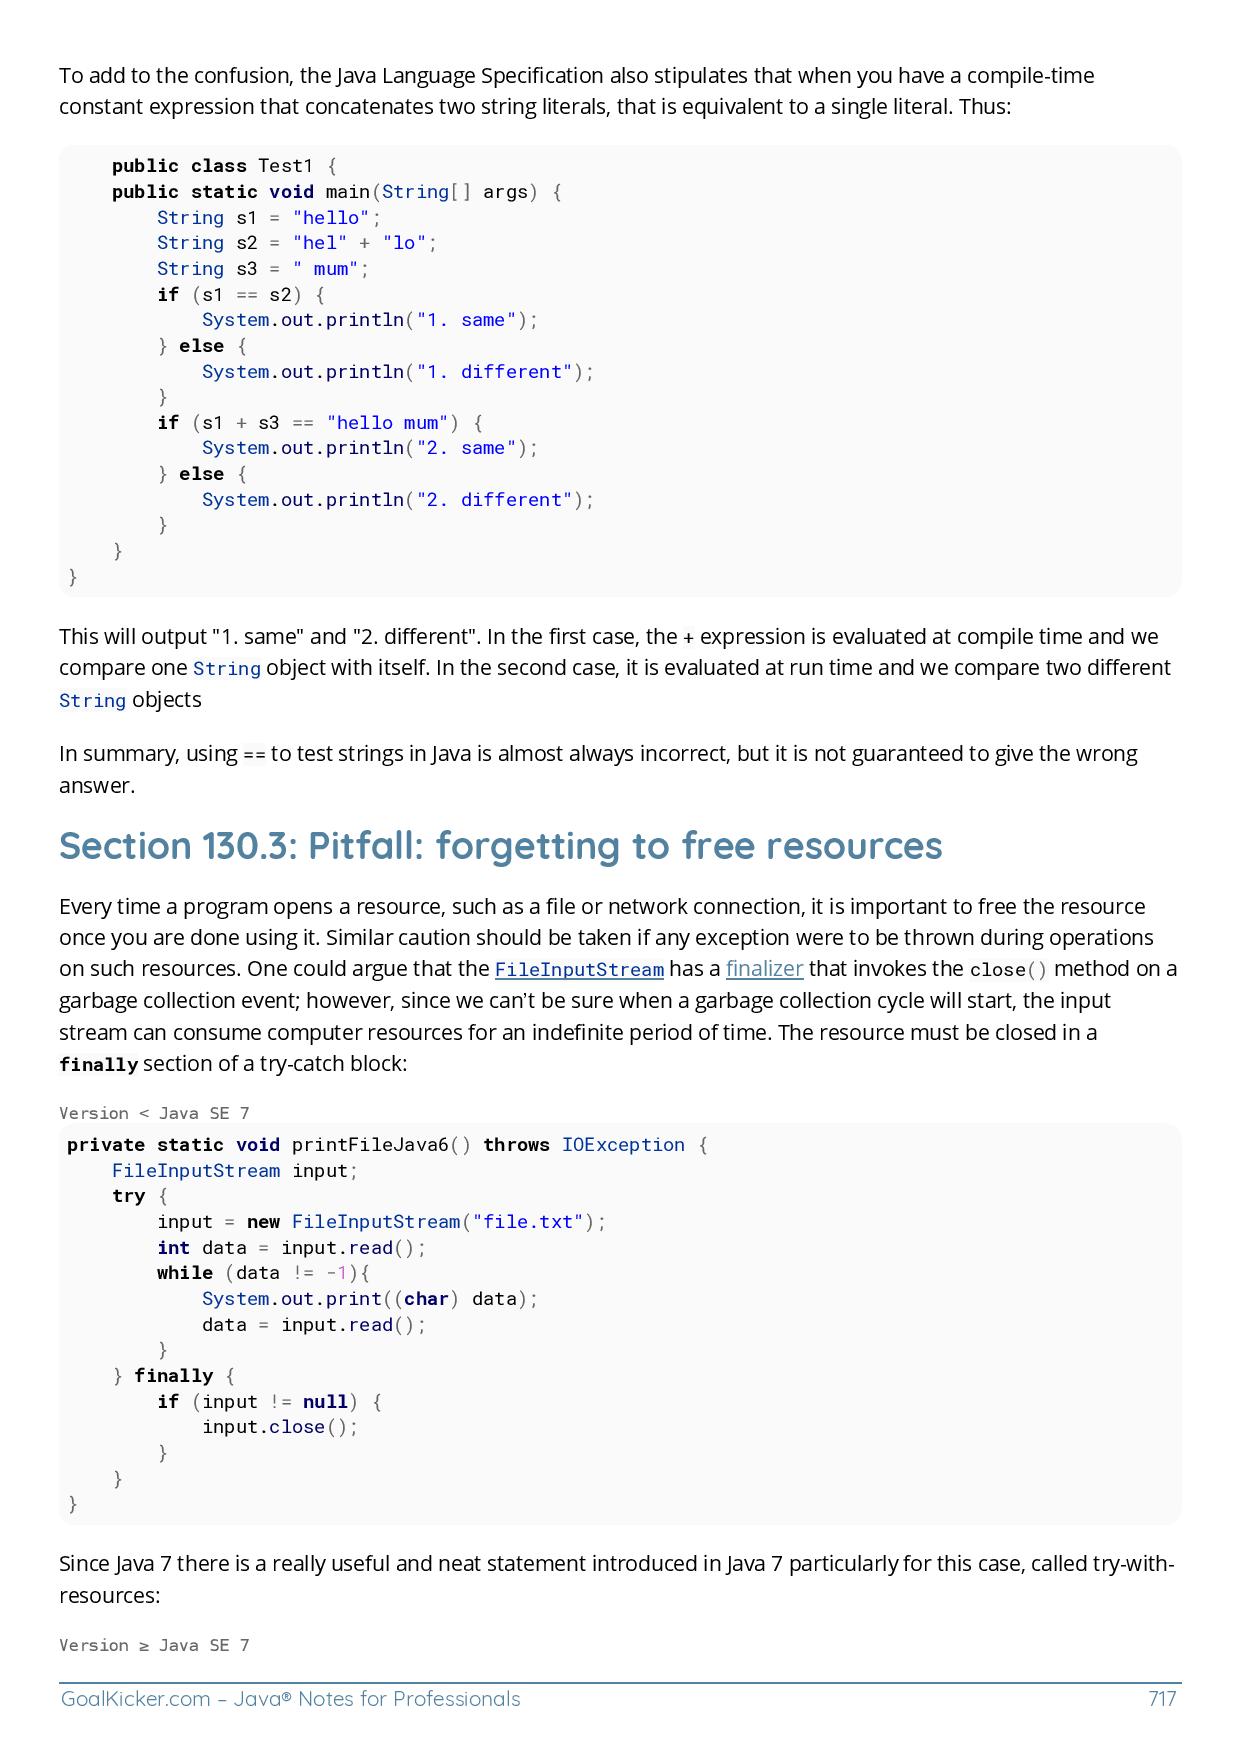 To add to the confusion, the Java Language Specification also stipulates that when you have a compile-time
constant expression that concatenates two string literals, that is equivalent to a single literal. Thus:
    public class Test1 {
    public static void main(String[] args) {
        String s1 = "hello";
        String s2 = "hel" + "lo";
        String s3 = " mum";
        if (s1 == s2) {
            System.out.println("1. same");
        } else {
            System.out.println("1. different");
        }
        if (s1 + s3 == "hello mum") {
            System.out.println("2. same");
        } else {
            System.out.println("2. different");
        }
    }
}
This will output "1. same" and "2. different". In the first case, the + expression is evaluated at compile time and we
compare one String object with itself. In the second case, it is evaluated at run time and we compare two different
String objects
In summary, using == to test strings in Java is almost always incorrect, but it is not guaranteed to give the wrong
answer.
Section 130.3: Pitfall: forgetting to free resources
Every time a program opens a resource, such as a file or network connection, it is important to free the resource
once you are done using it. Similar caution should be taken if any exception were to be thrown during operations
on such resources. One could argue that the FileInputStream has a finalizer that invokes the close() method on a
garbage collection event; however, since we can't be sure when a garbage collection cycle will start, the input
stream can consume computer resources for an indefinite period of time. The resource must be closed in a
finally section of a try-catch block:
Version < Java SE 7
private static void printFileJava6() throws IOException {
    FileInputStream input;
    try {
        input = new FileInputStream("file.txt");
        int data = input.read();
        while (data != -1){
            System.out.print((char) data);
            data = input.read();
        }
    } finally {
        if (input != null) {
            input.close();
        }
    }
}
Since Java 7 there is a really useful and neat statement introduced in Java 7 particularly for this case, called try-with-
resources:
Version ≥ Java SE 7
GoalKicker.com – Java® Notes for Professionals 717